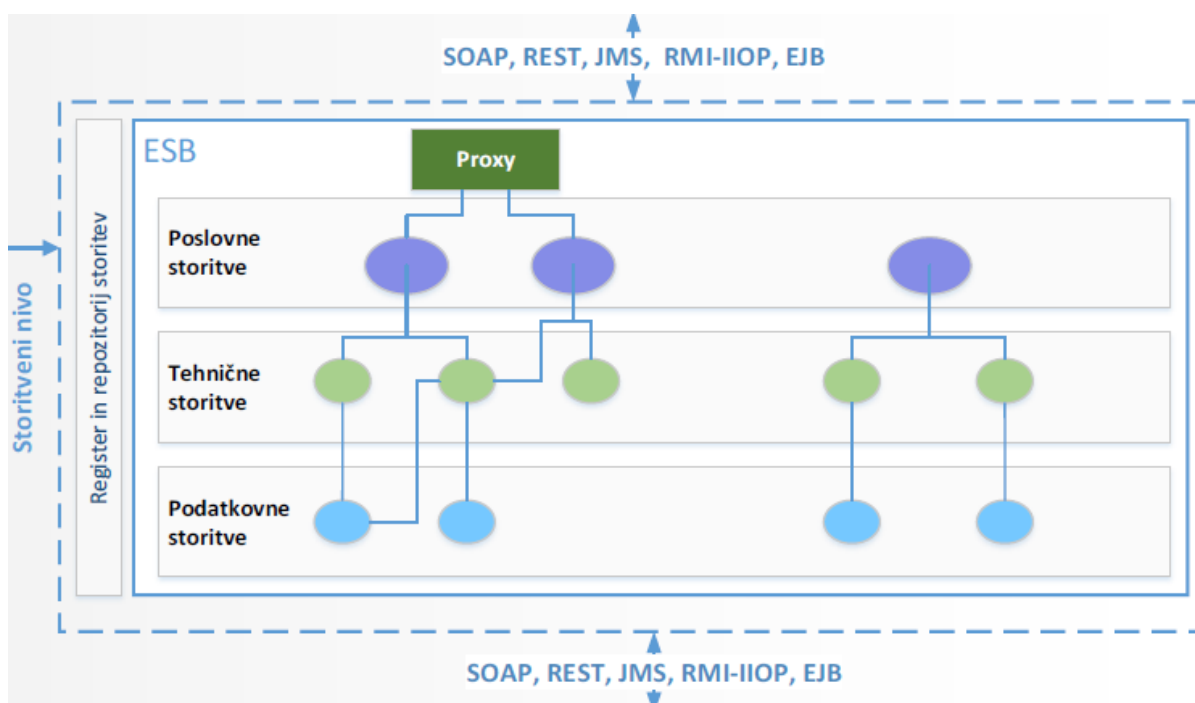 SOAP, REST, JMS, RMI-IIOP, EJB
ESB
Proxy
Storitveni nivo
Register in repozitorij storitev
Poslovne
storitve
Tehnične
storitve
Podatkovne
storitve
SOAP, REST, JMS, RMI-IIOP, EJB